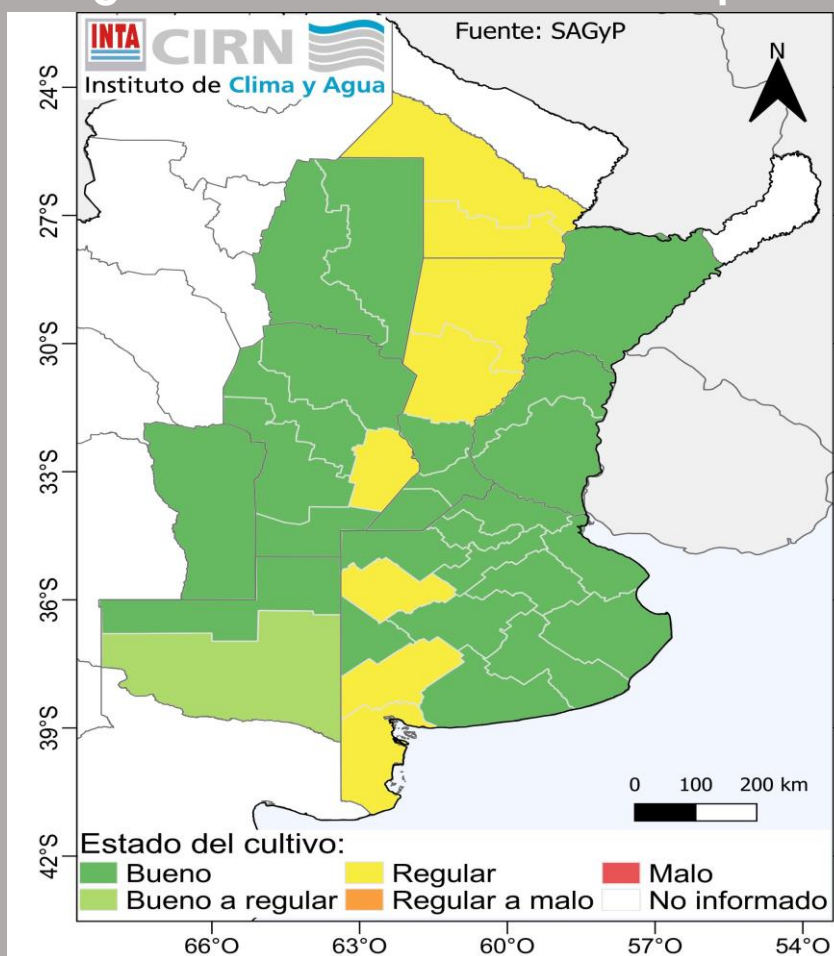 INTA CIRN
Instituto de Clima y Agua
Fuente: SAGyP
N
24°S
27°S
30°S
33°S
36°S
39°S
42°S
0 100 200 km
Estado del cultivo:
Bueno Regular Malo
Bueno a regular Regular a malo No informado
66°O 63°O 60°O 57°O 54°O